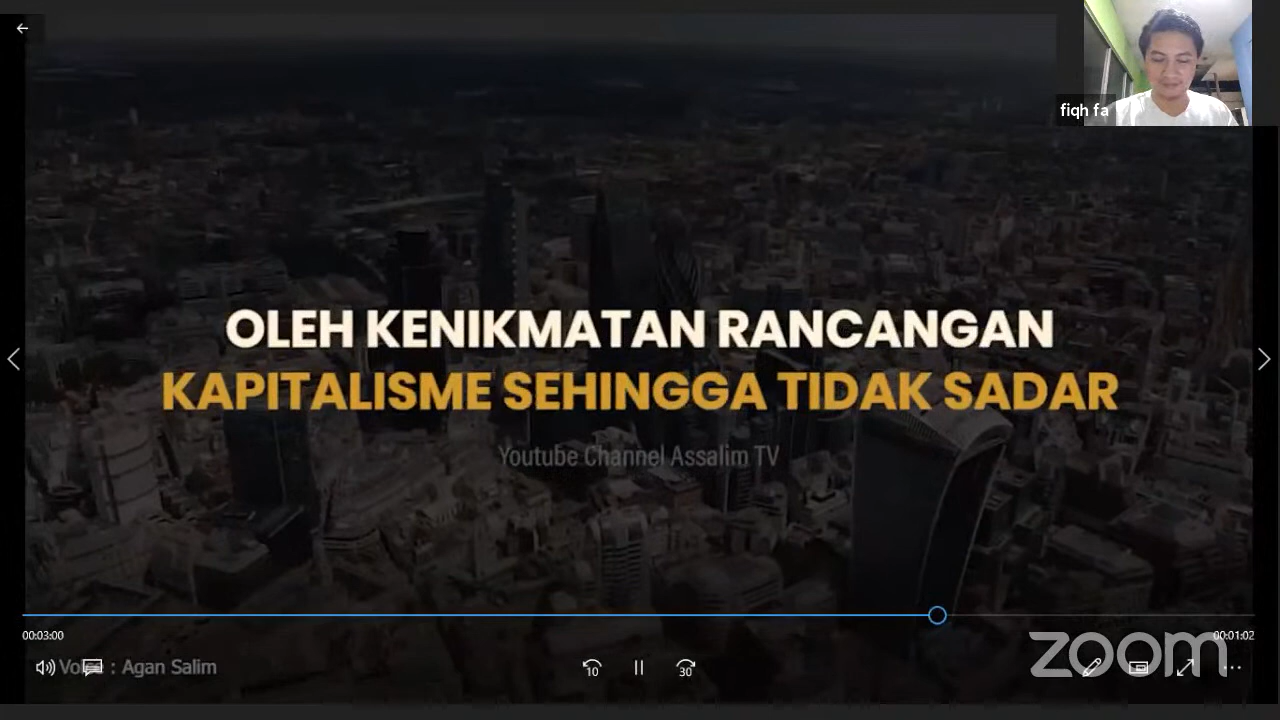 fiqh fa
OLEH KENIKMATAN RANCANGAN
KAPITALISME SEHINGGA TIDAK SADAR
Youtube Channel Assalim TV
00:03:00
00:01:02
Voice : Agan Salim
10
30
zoom